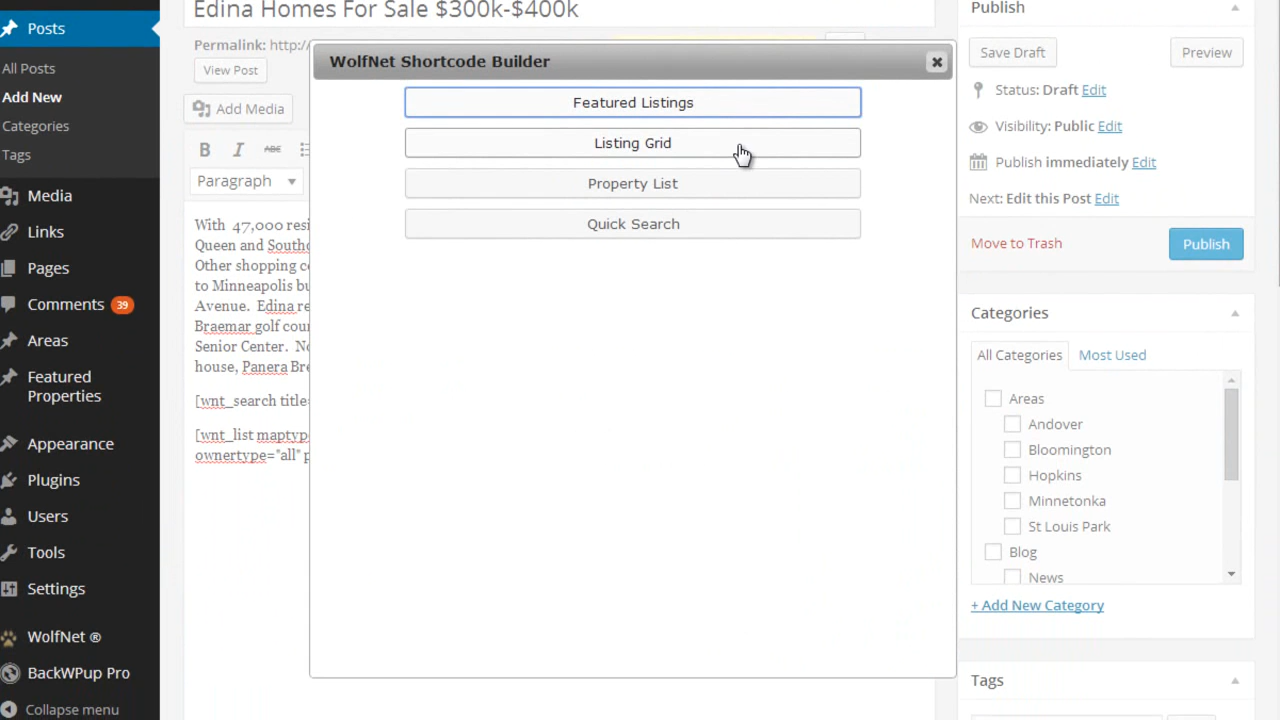 Posts
All Posts
Add New
Categories
Tags
Media
Links
Pages
Comments 39
Areas
Featured
Properties
Appearance
Plugins
Users
Tools
Settings
WolfNet ®
BackWPup Pro
Collapse menu
Edina Homes For Sale $300k-$400k
Permalink: http:/
View Post
Add Media
B I ABC
Paragraph
With 47,000 resi
Queen and South
Other shopping c
to Minneapolis bu
Avenue. Edina re
Braemar golf cour
Senior Center. No
house, Panera Bre
[wnt_search title=
[wnt_list maptyp
ownertype="all" p
WolfNet Shortcode Builder
Featured Listings
Listing Grid
Property List
Quick Search
Publish
Save Draft
Preview
Status: Draft Edit
Visibility: Public Edit
Publish immediately Edit
Next: Edit this Post Edit
Move to Trash
Publish
Categories
All Categories
Most Used
Areas
Andover
Bloomington
Hopkins
Minnetonka
St Louis Park
Blog
News
+ Add New Category
Tags